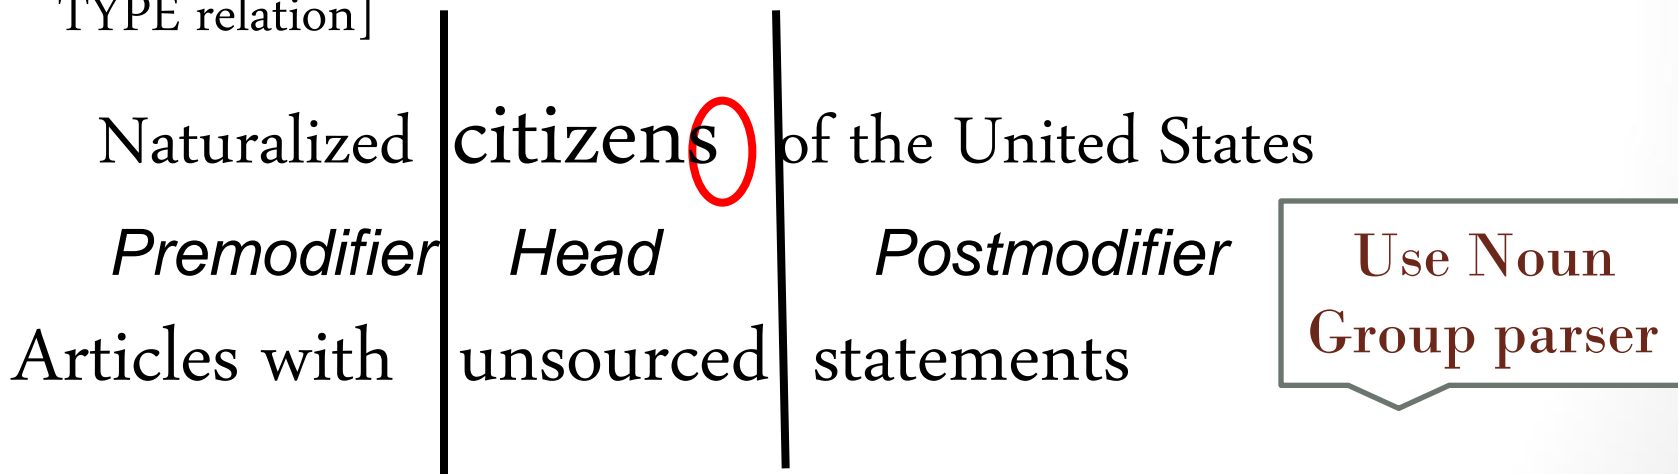 TYPE relation]
Naturalized citizens of the United States
Premodifier Head Postmodifier
Articles with unsourced statements
Use Noun
Group parser